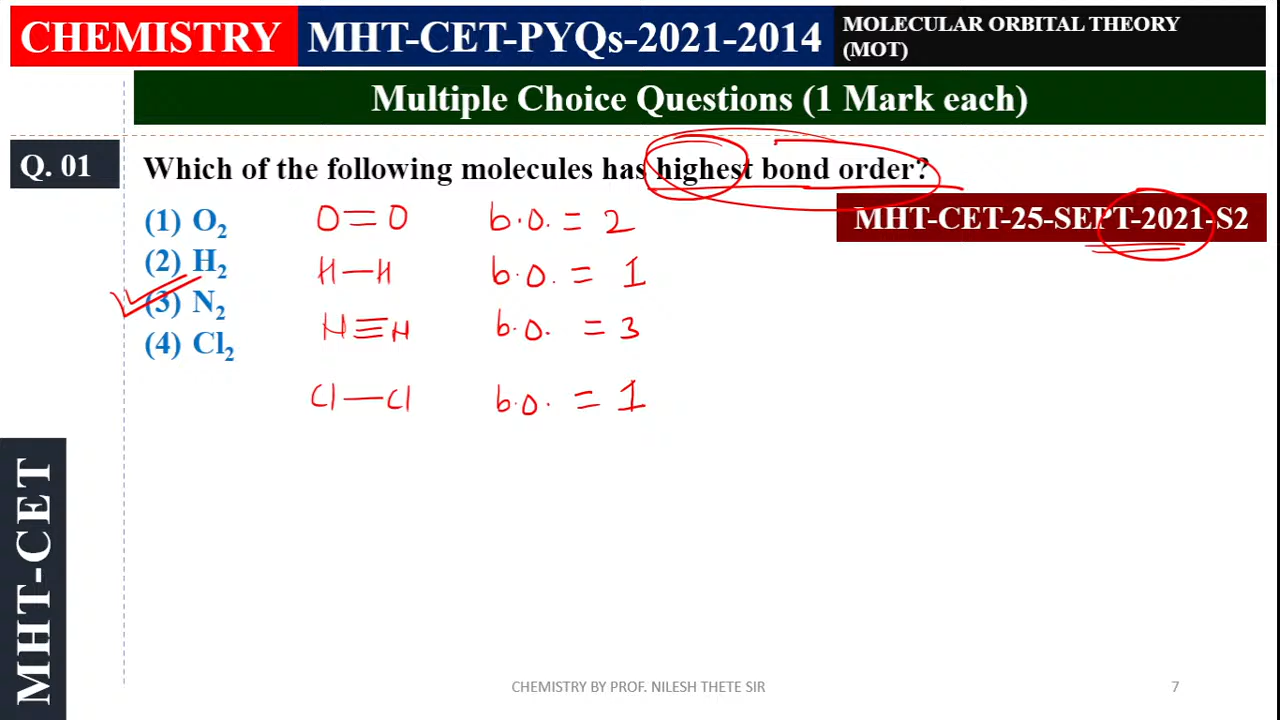 CHEMISTRY MHT-CET-PYQs-2021-2014 MOLECULAR ORBITAL THEORY
(MOT)
Multiple Choice Questions (1 Mark each)
Q. 01 Which of the following molecules has highest bond order?
MHT-CET-25-SEPT-2021-S2
(1) O₂ O=O b.o. = 2
(2) H₂ H—H b.o. = 1
(3) N₂ N≡N b.o. = 3
(4) Cl₂
Cl—Cl b.o. = 1
MHT-CET
CHEMISTRY BY PROF. NILESH THETE SIR 7